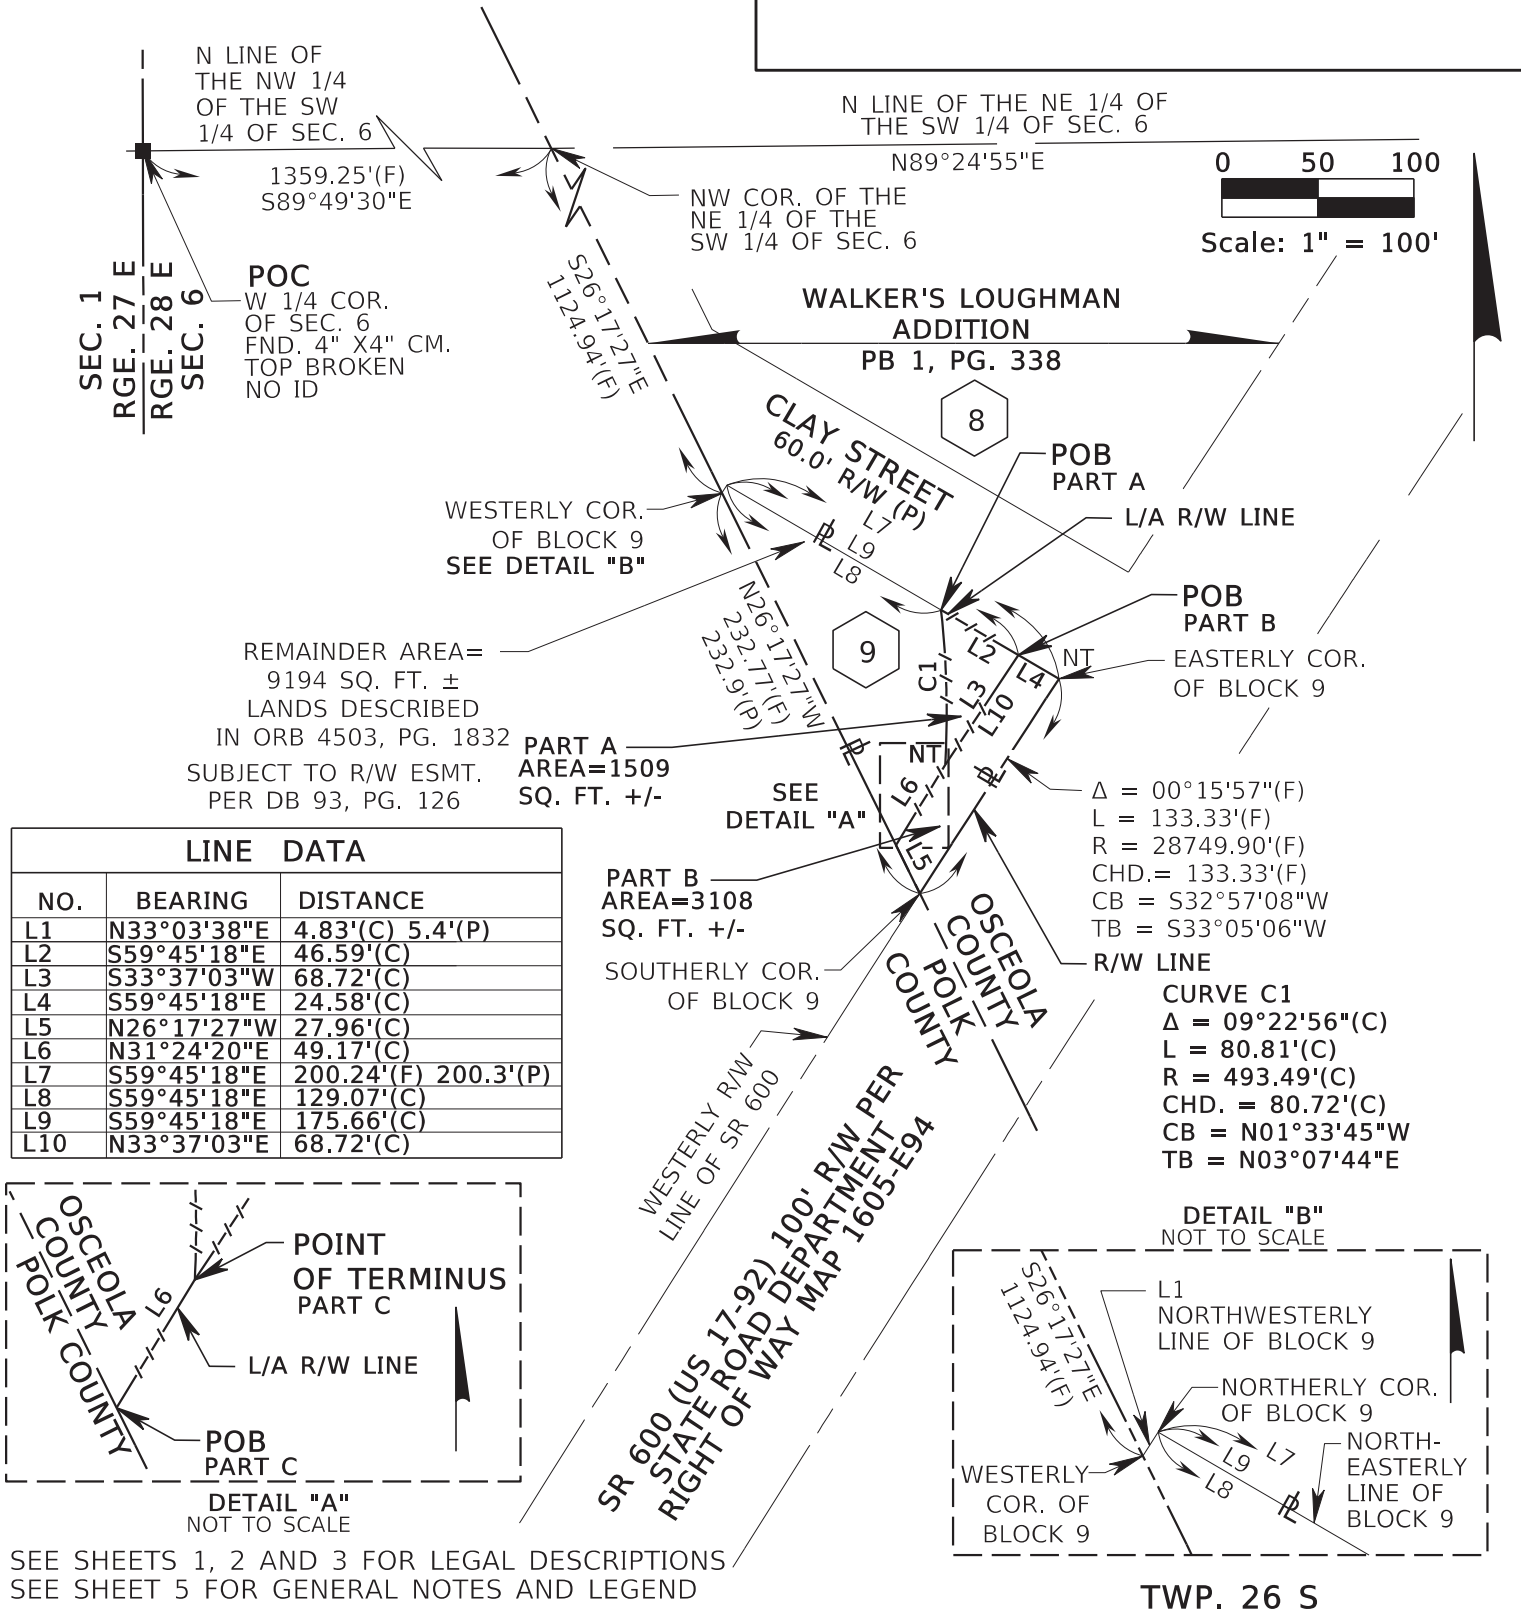 N LINE OF
THE NW 1/4
OF THE SW
1/4 OF SEC. 6
1359.25'(F)
S89°49'30"E
N LINE OF THE NE 1/4 OF
THE SW 1/4 OF SEC. 6
N89°24'55"E
0 50 100
Scale: 1" = 100'
NW COR. OF THE
NE 1/4 OF THE
SW 1/4 OF SEC. 6
SEC. 1
RGE. 27 E
RGE. 28 E
SEC. 6
POC
W 1/4 COR.
OF SEC. 6
FND. 4" X4" CM.
TOP BROKEN
NO ID
S26°17'27"E
1124.94'(F)
WALKER'S LOUGHMAN
ADDITION
PB 1, PG. 338
8
CLAY STREET
60.0' R/W (P)
POB
PART A
L/A R/W LINE
L7
L9
L8
PL
WESTERLY COR.
OF BLOCK 9
SEE DETAIL "B"
POB
PART B
N26°17'27"W
232.77'(F)
232.9'(P)
9
L2
NT
L4
EASTERLY COR.
OF BLOCK 9
C1
L3
L10
REMAINDER AREA=
9194 SQ. FT. ±
LANDS DESCRIBED
IN ORB 4503, PG. 1832
SUBJECT TO R/W ESMT.
PER DB 93, PG. 126
PART A
AREA=1509
SQ. FT. +/-
PL
NT
L6
PL
SEE
DETAIL "A"
L5
Δ = 00°15'57"(F)
L = 133.33'(F)
R = 28749.90'(F)
CHD.= 133.33'(F)
CB = S32°57'08"W
TB = S33°05'06"W
PART B
AREA=3108
SQ. FT. +/-
SOUTHERLY COR.
OF BLOCK 9
OSCEOLA
COUNTY
POLK
COUNTY
R/W LINE
CURVE C1
Δ = 09°22'56"(C)
L = 80.81'(C)
R = 493.49'(C)
CHD. = 80.72'(C)
CB = N01°33'45"W
TB = N03°07'44"E
LINE DATA
NO. BEARING DISTANCE
L1 N33°03'38"E 4.83'(C) 5.4'(P)
L2 S59°45'18"E 46.59'(C)
L3 S33°37'03"W 68.72'(C)
L4 S59°45'18"E 24.58'(C)
L5 N26°17'27"W 27.96'(C)
L6 N31°24'20"E 49.17'(C)
L7 S59°45'18"E 200.24'(F) 200.3'(P)
L8 S59°45'18"E 129.07'(C)
L9 S59°45'18"E 175.66'(C)
L10 N33°37'03"E 68.72'(C)
WESTERLY R/W
LINE OF SR 600
SR 600 (US 17-92) 100' R/W PER
STATE ROAD DEPARTMENT
RIGHT OF WAY MAP 1605-E94
OSCEOLA
COUNTY
POLK COUNTY
L6
POINT
OF TERMINUS
PART C
L/A R/W LINE
POB
PART C
DETAIL "A"
NOT TO SCALE
DETAIL "B"
NOT TO SCALE
S26°17'27"E
1124.94'(F)
L1
NORTHWESTERLY
LINE OF BLOCK 9
NORTHERLY COR.
OF BLOCK 9
L7
L9
L8
PL
WESTERLY
COR. OF
BLOCK 9
NORTH-
EASTERLY
LINE OF
BLOCK 9
SEE SHEETS 1, 2 AND 3 FOR LEGAL DESCRIPTIONS
SEE SHEET 5 FOR GENERAL NOTES AND LEGEND
TWP. 26 S